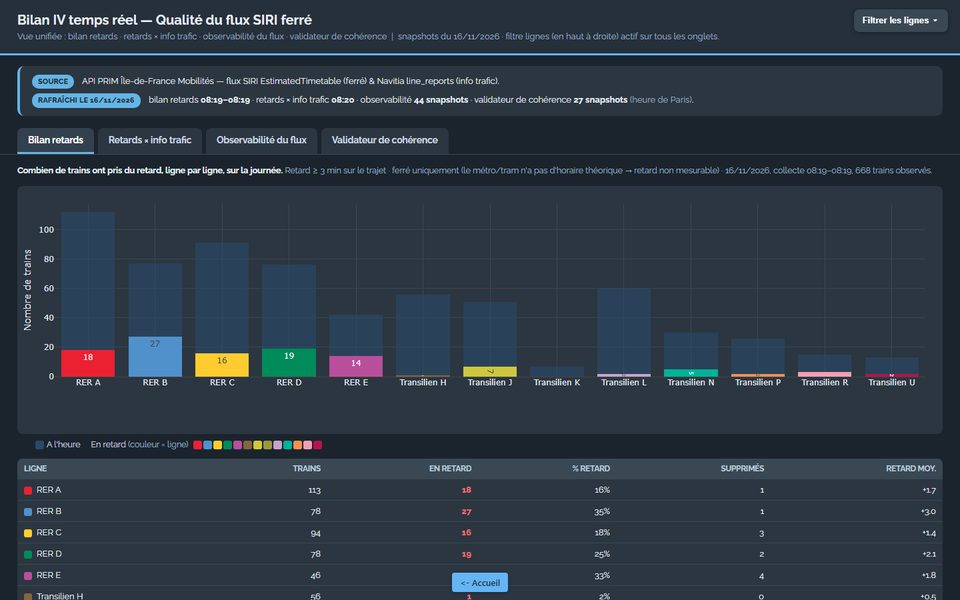 Bilan IV temps réel — Qualité du flux SIRI ferré
Filtrer les lignes
Vue unifiée : bilan retards · retards × info trafic · observabilité du flux · validateur de cohérence | snapshots du 16/11/2026 · filtre lignes (en haut à droite) actif sur tous les onglets.
SOURCE API PRIM Île-de-France Mobilités — flux SIRI EstimatedTimetable (ferré) & Navitia line_reports (info trafic).
RAFRAÎCHI LE 16/11/2026 bilan retards 08:19–08:19 · retards × info trafic 08:20 · observabilité 44 snapshots · validateur de cohérence 27 snapshots (heure de Paris).
Bilan retards Retards × info trafic Observabilité du flux Validateur de cohérence
Combien de trains ont pris du retard, ligne par ligne, sur la journée. Retard ≥ 3 min sur le trajet · ferré uniquement (le métro/tram n'a pas d'horaire théorique → retard non mesurable) · 16/11/2026, collecte 08:19–08:19, 668 trains observés.
Nombre de trains
100
80
60
40
20
0
18 27 16 19 14 7 5 2
RER A RER B RER C RER D RER E Transilien H Transilien J Transilien K Transilien L Transilien N Transilien P Transilien R Transilien U
A l'heure En retard (couleur = ligne)
LIGNE TRAINS EN RETARD % RETARD SUPPRIMÉS RETARD MOY.
RER A 113 18 16% 1 +1.7
RER B 78 27 35% 1 +3.0
RER C 94 16 18% 3 +1.4
RER D 78 19 25% 2 +2.1
RER E 46 33% 4 +1.8
<- Accueil
Transilien H 56 1 2% 0 +0.5